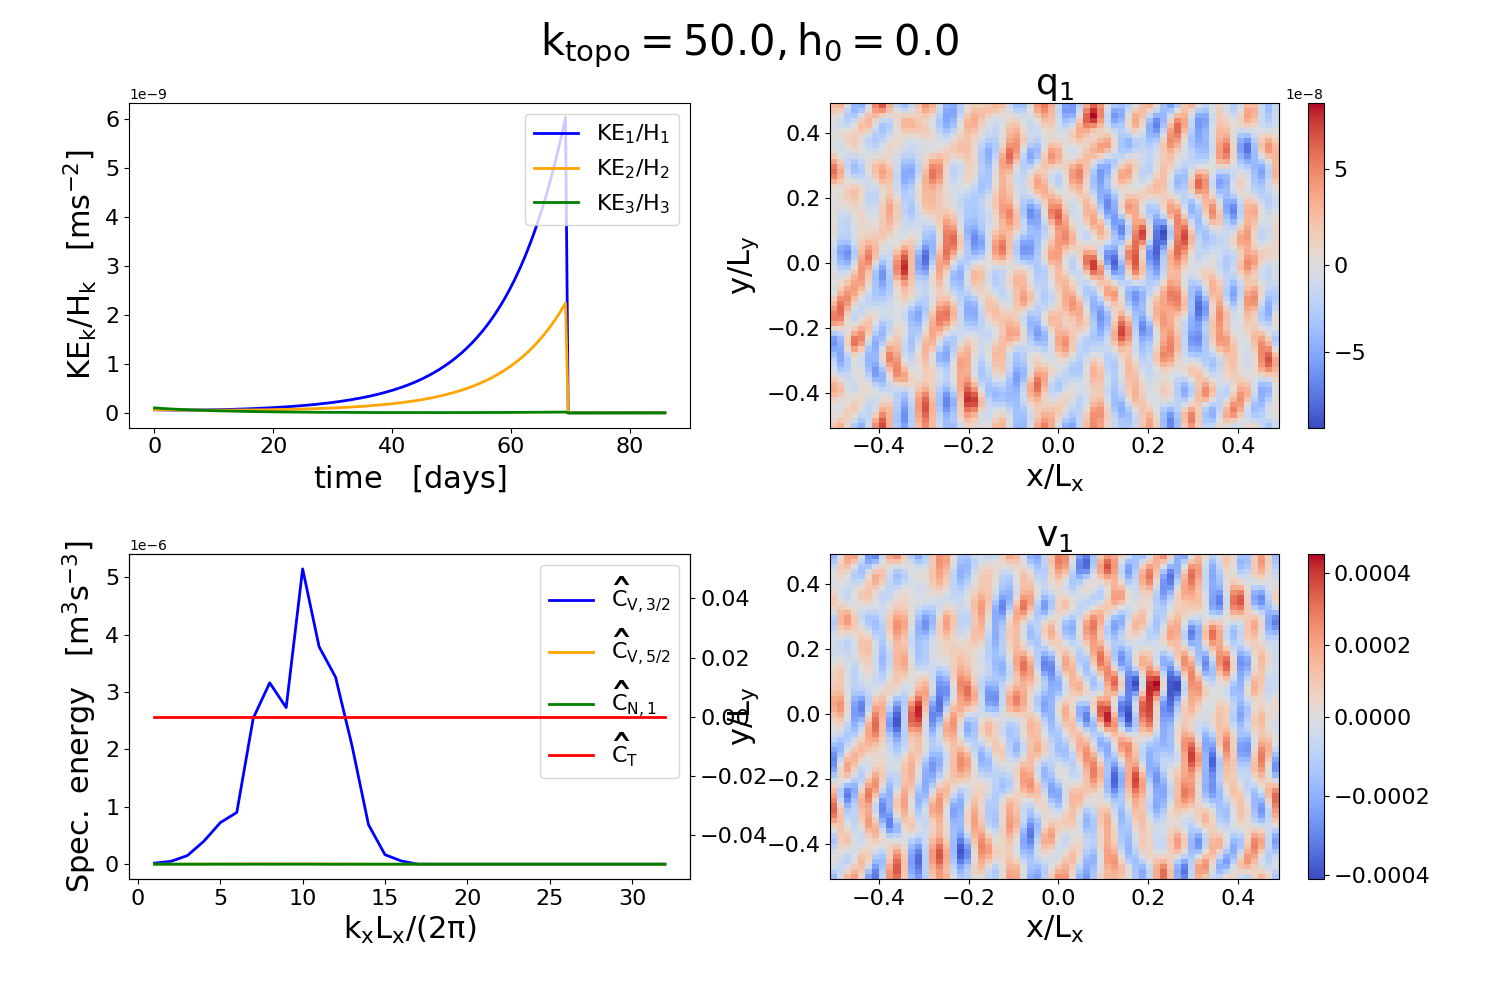 k_topo = 50.0, h_0 = 0.0
1e−9
6
5
4
3
2
1
0
KE_k/H_k [ms^−2]
0 20 40 60 80
time [days]
KE_1/H_1
KE_2/H_2
KE_3/H_3
q_1
0.4
0.2
0.0
−0.2
−0.4
y/L_y
−0.4 −0.2 0.0 0.2 0.4
x/L_x
1e−8
5
0
−5
1e−6
5
4
3
2
1
0
Spec. energy [m^3s^−3]
0 5 10 15 20 25 30
k_xL_x/(2π)
Ĉ_V,3/2
Ĉ_V,5/2
Ĉ_N,1
Ĉ_T
0.04
0.02
0.00
−0.02
−0.04
v_1
0.4
0.2
0.0
−0.2
−0.4
y/L_y
−0.4 −0.2 0.0 0.2 0.4
x/L_x
0.0004
0.0002
0.0000
−0.0002
−0.0004